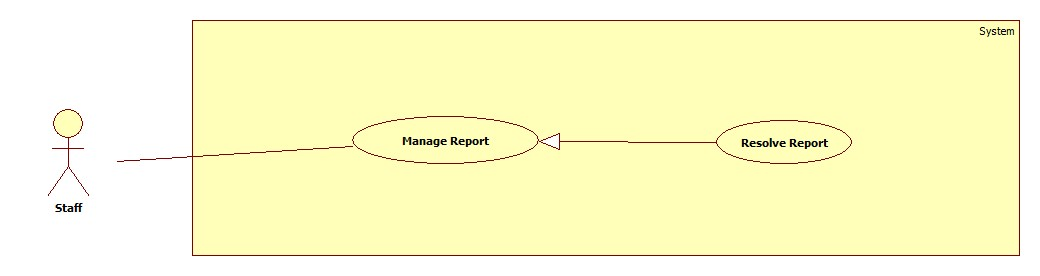 System
Manage Report
Resolve Report
Staff